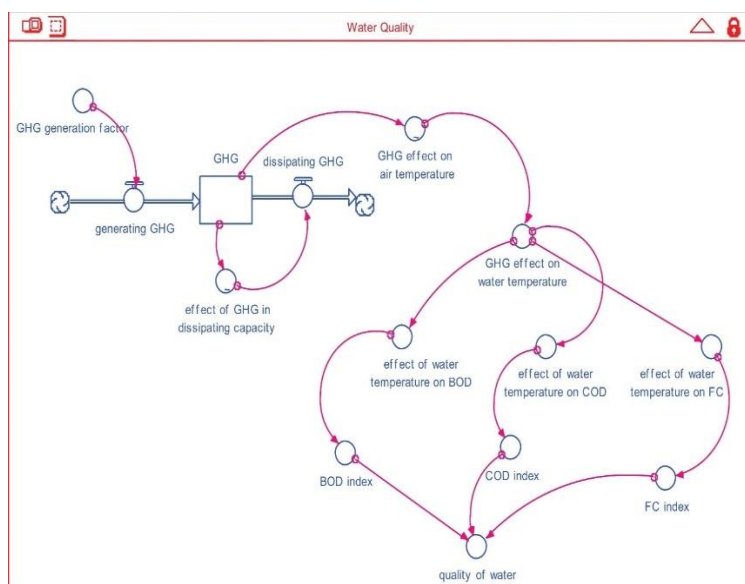 Water Quality
GHG generation factor
GHG
dissipating GHG
GHG effect on
air temperature
generating GHG
effect of GHG in
dissipating capacity
GHG effect on
water temperature
effect of water
temperature on BOD
effect of water
temperature on COD
effect of water
temperature on FC
BOD index
COD index
FC index
quality of water